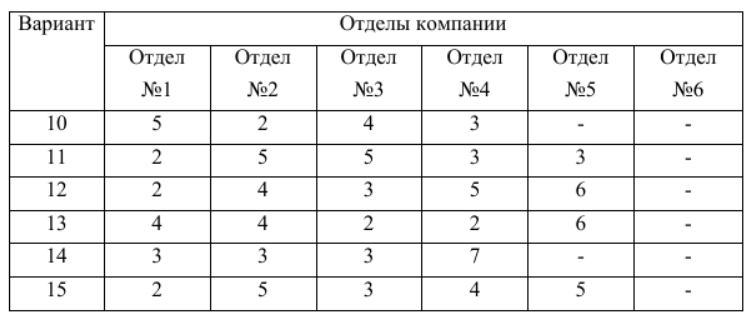 Вариант Отделы компании
Отдел Отдел Отдел Отдел Отдел Отдел
№1 №2 №3 №4 №5 №6
10 5 2 4 3 - -
11 2 5 5 3 3 -
12 2 4 3 5 6 -
13 4 4 2 2 6 -
14 3 3 3 7 - -
15 2 5 3 4 5 -